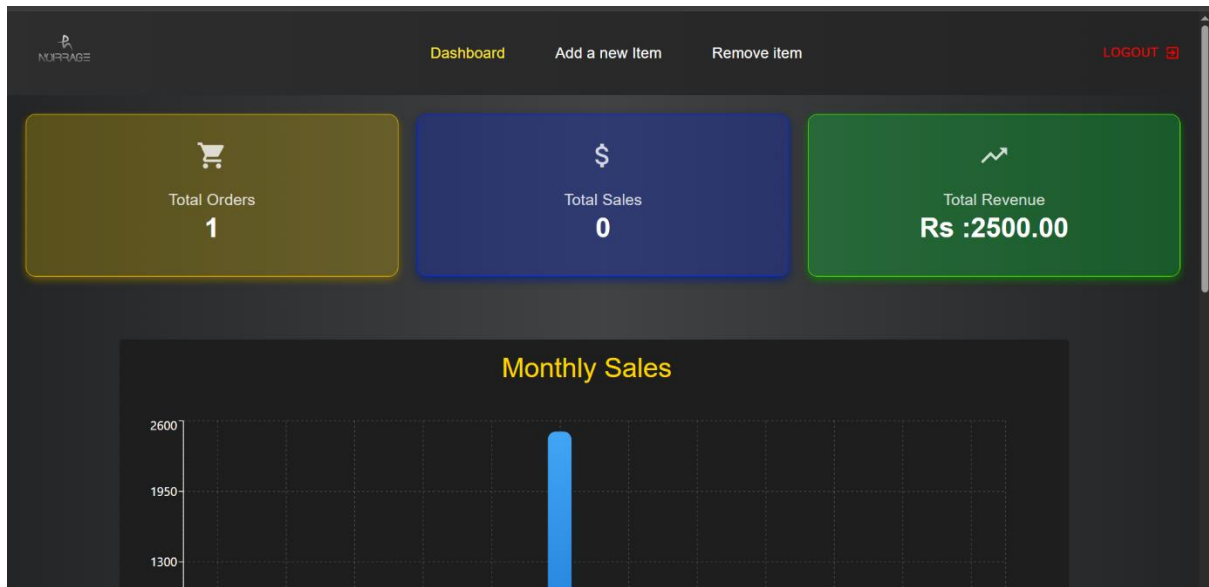 NOIRRAGE
Dashboard Add a new Item Remove item LOGOUT
Total Orders
1
$
Total Sales
0
Total Revenue
Rs :2500.00
Monthly Sales
2600
1950
1300